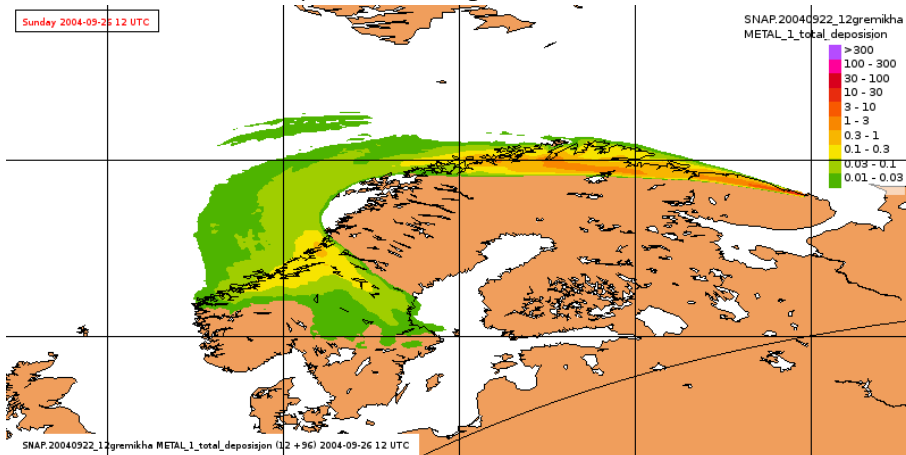 Sunday 2004-09-26 12 UTC
SNAP.20040922_12gremikha
METAL_1_total_deposisjon
>300
100 - 300
30 - 100
10 - 30
3 - 10
1 - 3
0.3 - 1
0.1 - 0.3
0.03 - 0.1
0.01 - 0.03
SNAP.20040922_12gremikha METAL_1_total_deposisjon (12 +96) 2004-09-26 12 UTC